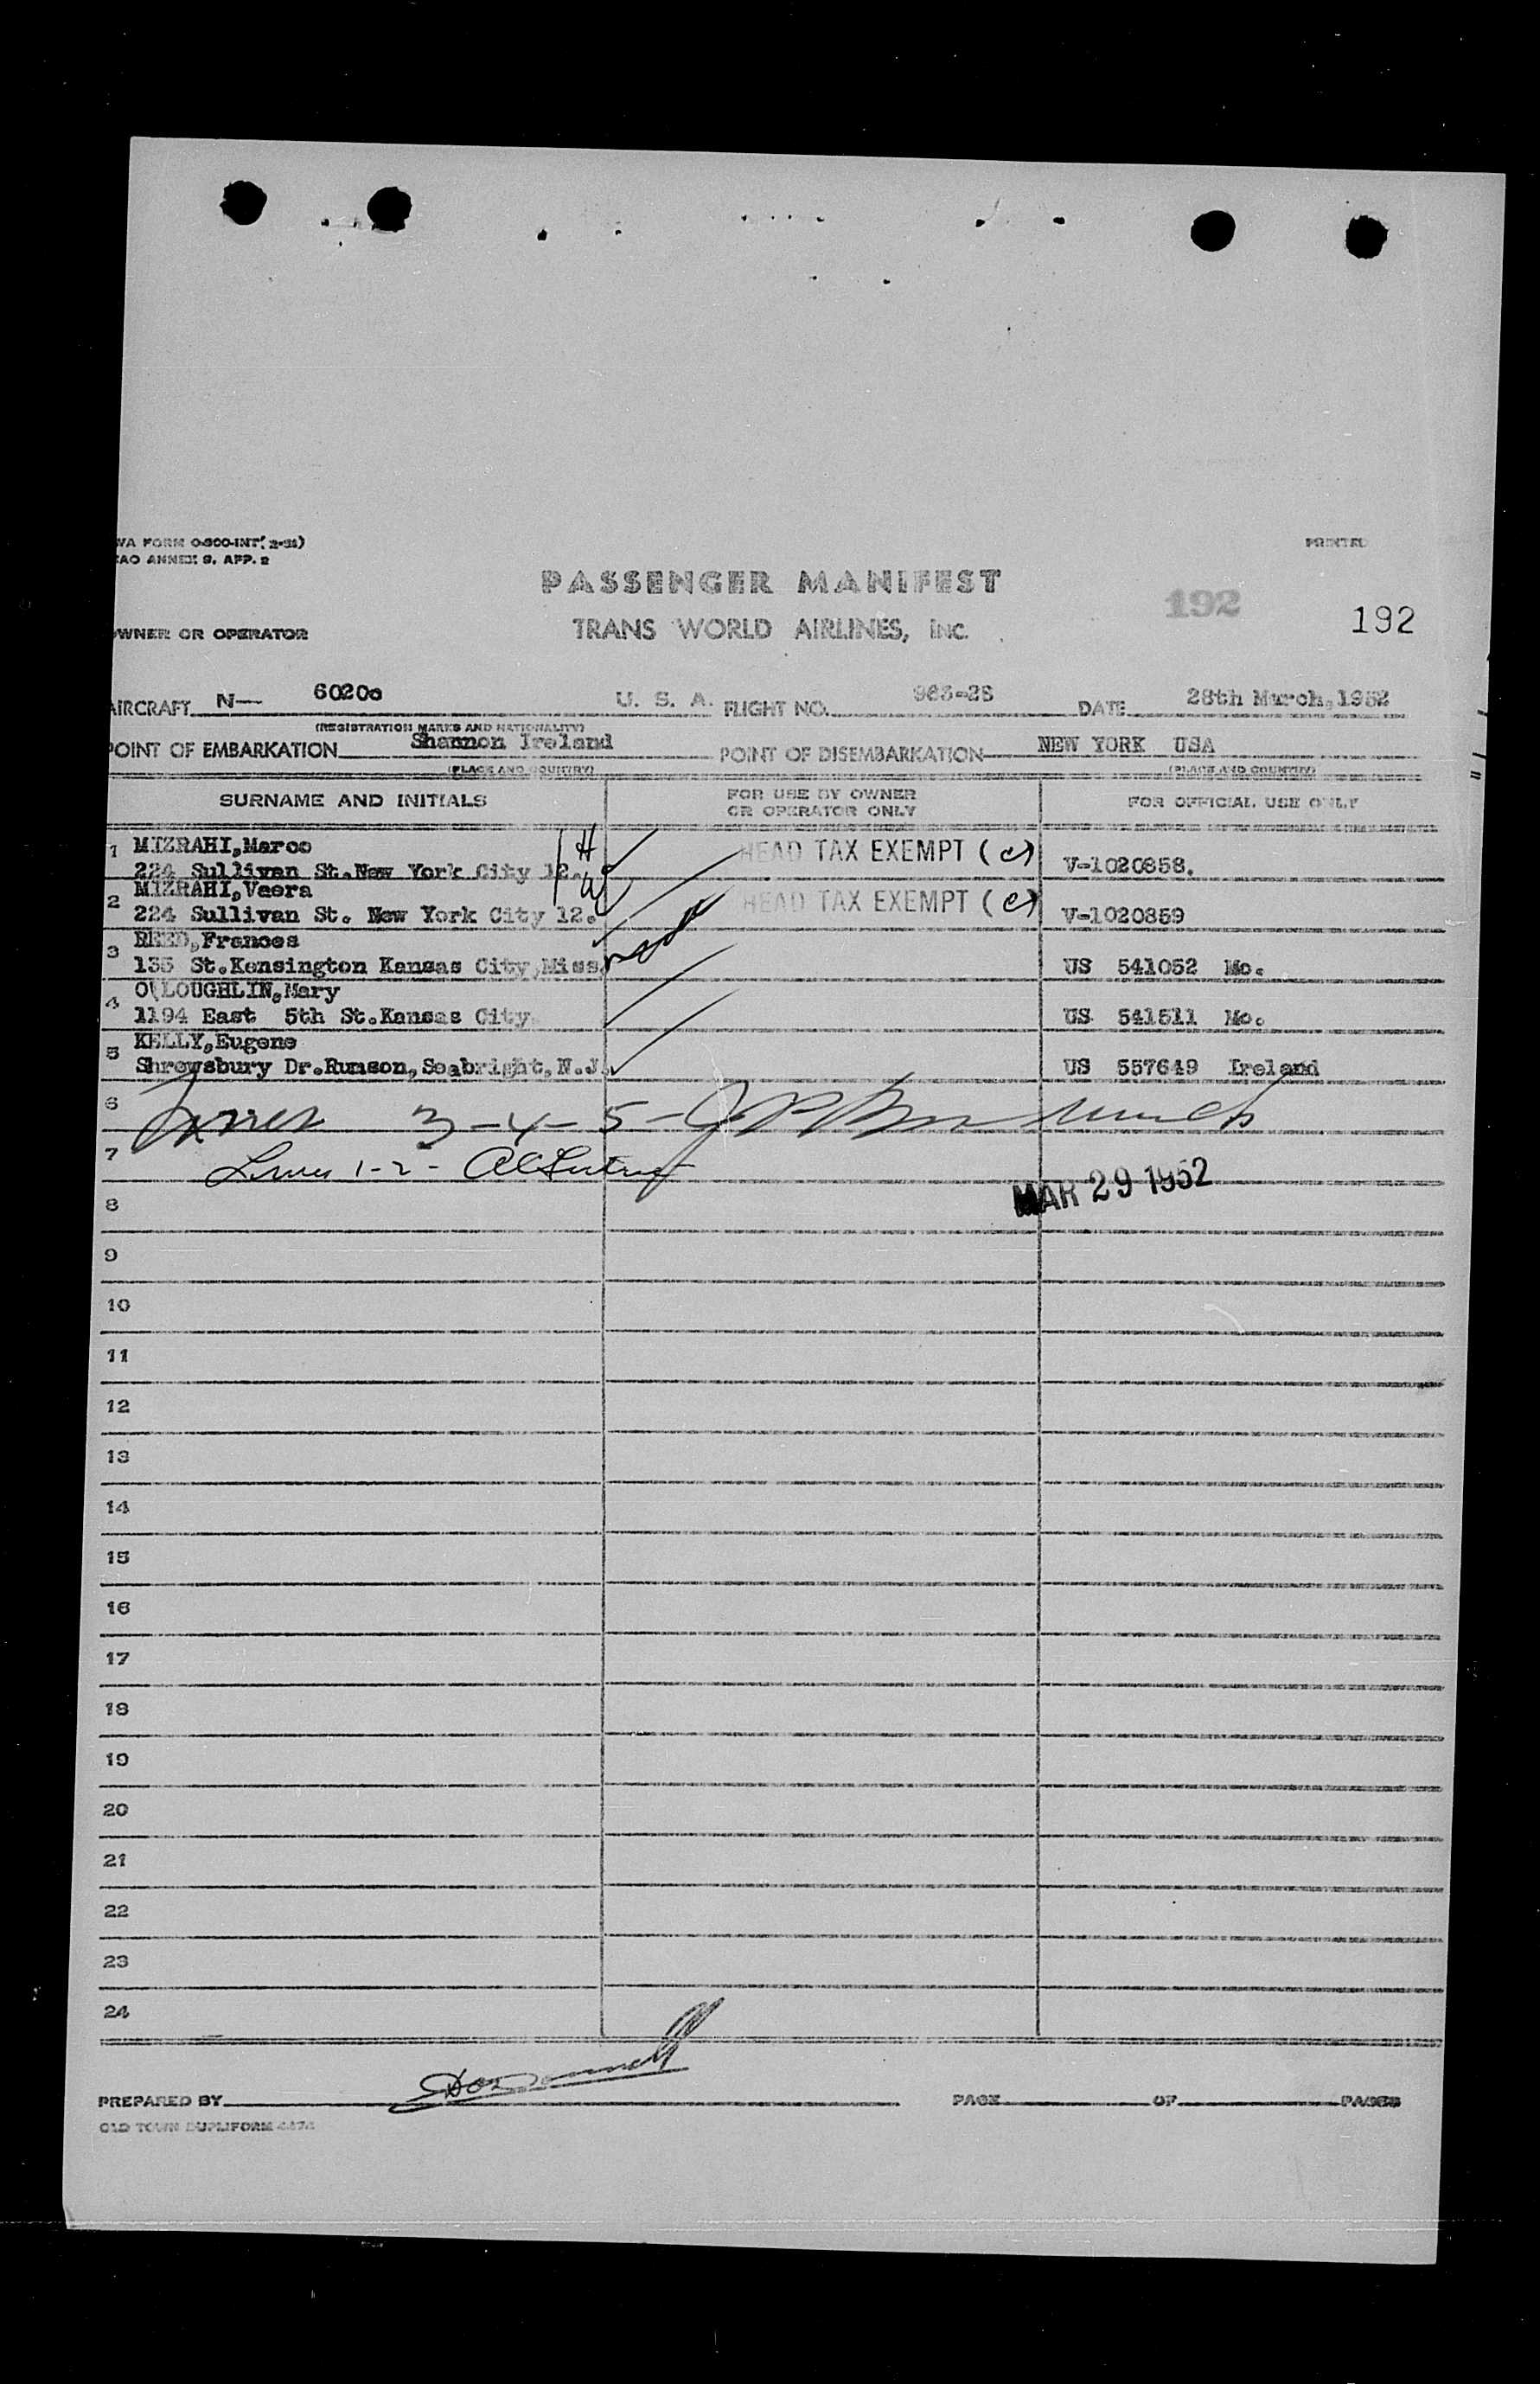 WA FORM O-800-INT(2-51)
CAO ANNEX 9, APP. 2
PRINTED
PASSENGER MANIFEST
192
192
OWNER OR OPERATOR TRANS WORLD AIRLINES, INC.
AIRCRAFT N— 6020c U. S. A. FLIGHT NO. 963-28 DATE 28th March,1952
(REGISTRATION MARKS AND NATIONALITY)
POINT OF EMBARKATION Shannon Ireland POINT OF DISEMBARKATION NEW YORK USA
(PLACE AND COUNTRY) (PLACE AND COUNTRY)
SURNAME AND INITIALS FOR USE BY OWNER OR OPERATOR ONLY FOR OFFICIAL USE ONLY
1 MIZRAHI,Marco H HEAD TAX EXEMPT (c)
224 Sullivan St.New York City 12. W V-1020858.
2 MIZRAHI,Veera HEAD TAX EXEMPT (c)
224 Sullivan St. New York City 12. V-1020859
3 REED,Frances
135 St.Kensington Kansas City,Miss. US 541052 Mo.
4 O'LOUGHLIN,Mary
1194 East 5th St.Kansas City. US 541511 Mo.
5 KELLY,Eugene
Shrewsbury Dr.Rumson,Seabright,N.J. US 557649 Ireland
6 Lines 3-4-5-
7 Lines 1-2-
MAR 29 1952
8
9
10
11
12
13
14
15
16
17
18
19
20
21
22
23
24
PREPARED BY PAGE OF PAGES
OLD TOWN DUPLIFORM 4474